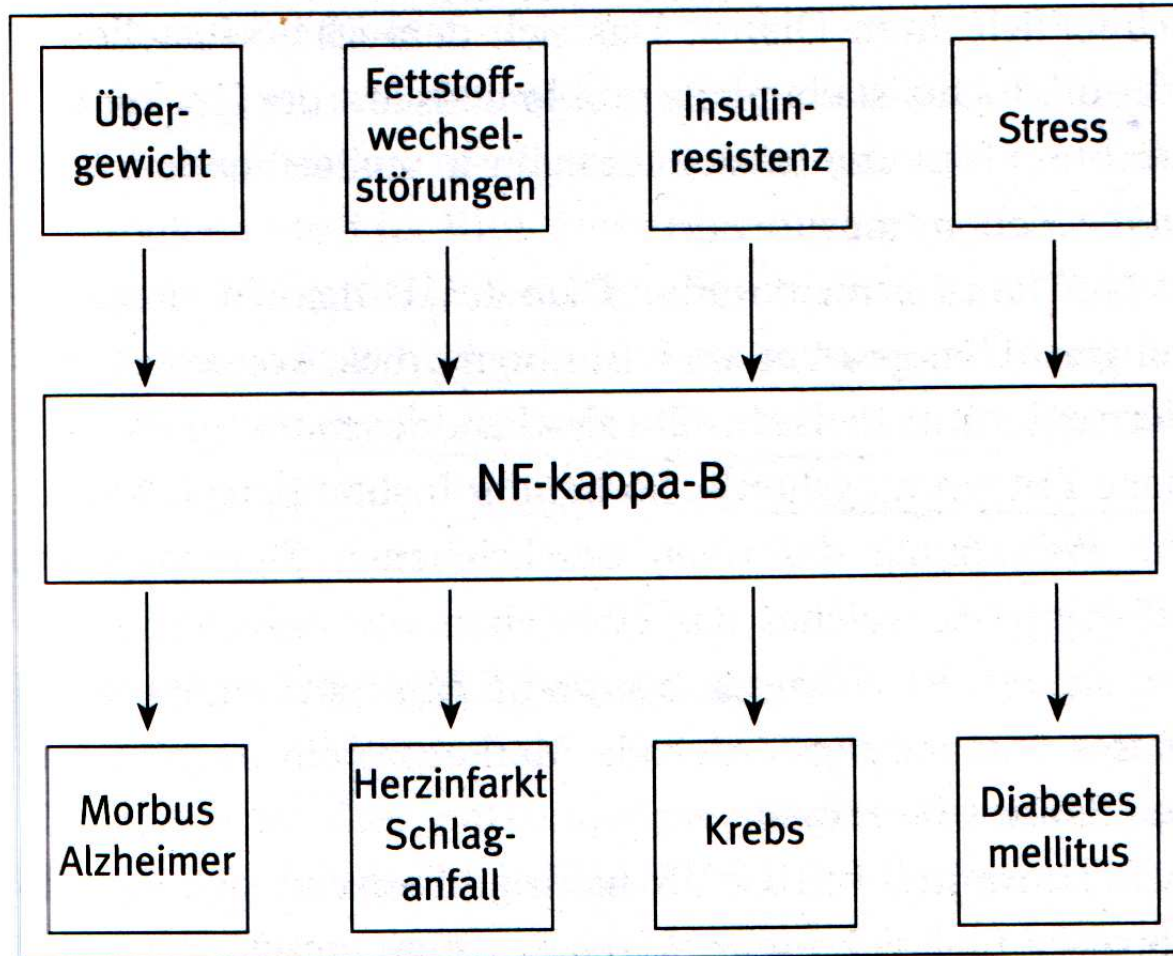 Über-
gewicht
Fettstoff-
wechsel-
störungen
Insulin-
resistenz
Stress
NF-kappa-B
Morbus
Alzheimer
Herzinfarkt
Schlag-
anfall
Krebs
Diabetes
mellitus